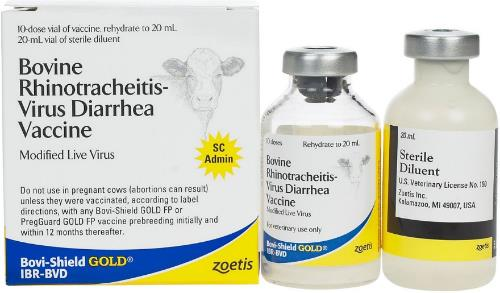 10-dose vial of vaccine, rehydrate to 20 mL
20-mL vial of sterile diluent
Bovine
Rhinotracheitis-
Virus Diarrhea
Vaccine
Modified Live Virus
SC
Admin
Do not use in pregnant cows (abortions can result)
unless they were vaccinated, according to label
directions, with any Bovi-Shield GOLD FP or
PregGuard GOLD FP vaccine prebreeding initially and
within 12 months thereafter.
Bovi-Shield GOLD®
IBR-BVD
zoetis
10 doses Rehydrate to 20 mL
Bovine
Rhinotracheitis-
Virus Diarrhea
Vaccine
Modified Live Virus
For veterinary use only
Bovi-Shield GOLD®
IBR-BVD
20 mL
Sterile
Diluent
U.S. Veterinary License No. 190
Zoetis Inc.
Kalamazoo, MI 49007, USA